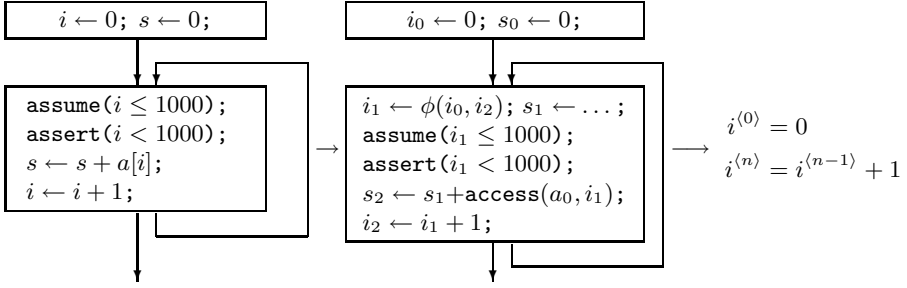 i ← 0; s ← 0;
assume(i ≤ 1000);
assert(i < 1000);
s ← s + a[i];
i ← i + 1;
→
i₀ ← 0; s₀ ← 0;
i₁ ← ϕ(i₀, i₂); s₁ ← ...;
assume(i₁ ≤ 1000);
assert(i₁ < 1000);
s₂ ← s₁+access(a₀, i₁);
i₂ ← i₁ + 1;
⟶
i⟨0⟩ = 0
i⟨n⟩ = i⟨n−1⟩ + 1